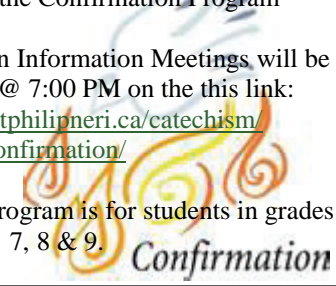 the Confirmation Program
n Information Meetings will be
@ 7:00 PM on the this link:
tphilipneri.ca/catechism/
onfirmation/
rogram is for students in grades
7, 8 & 9.
Confirmation